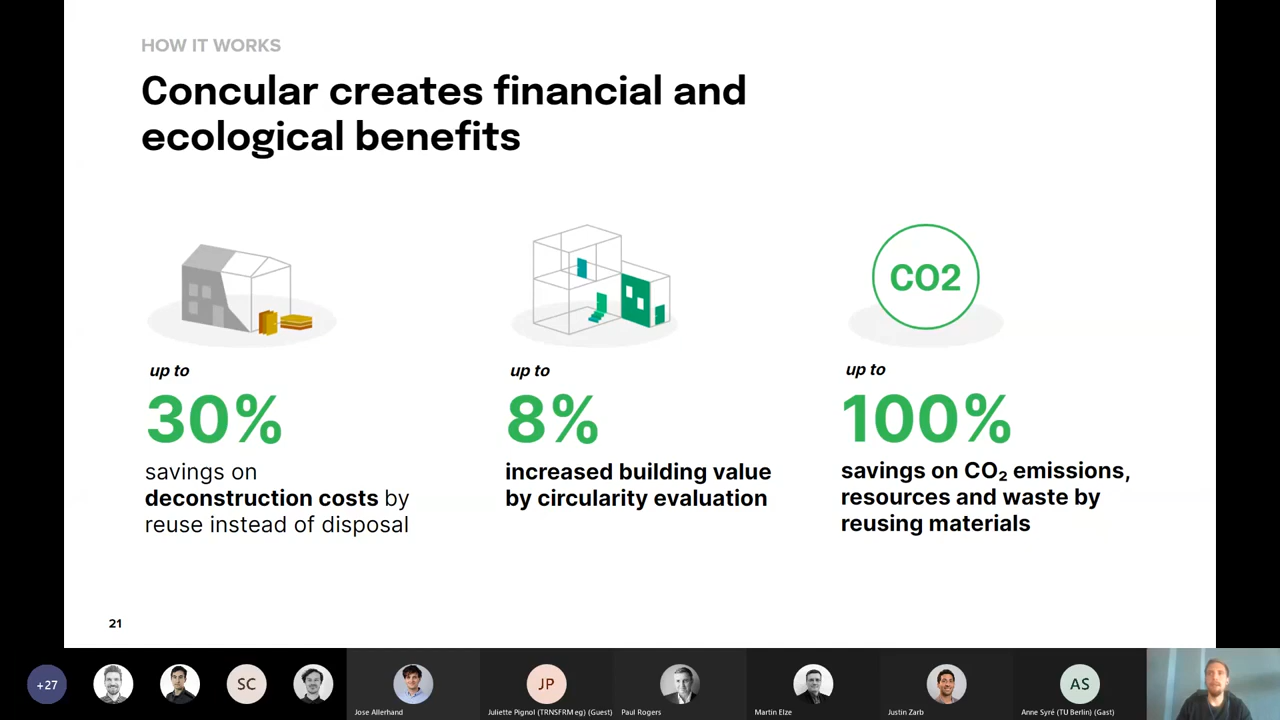 HOW IT WORKS
Concular creates financial and
ecological benefits
CO2
up to
30%
savings on
deconstruction costs by
reuse instead of disposal
up to
8%
increased building value
by circularity evaluation
up to
100%
savings on CO₂ emissions,
resources and waste by
reusing materials
21
+27
SC
Jose Allerhand
JP
Juliette Pignol (TRNSFRMeg) (Guest)
Paul Rogers
Martin Elze
Justin Zarb
AS
Anne Syré (TU Berlin) (Gast)